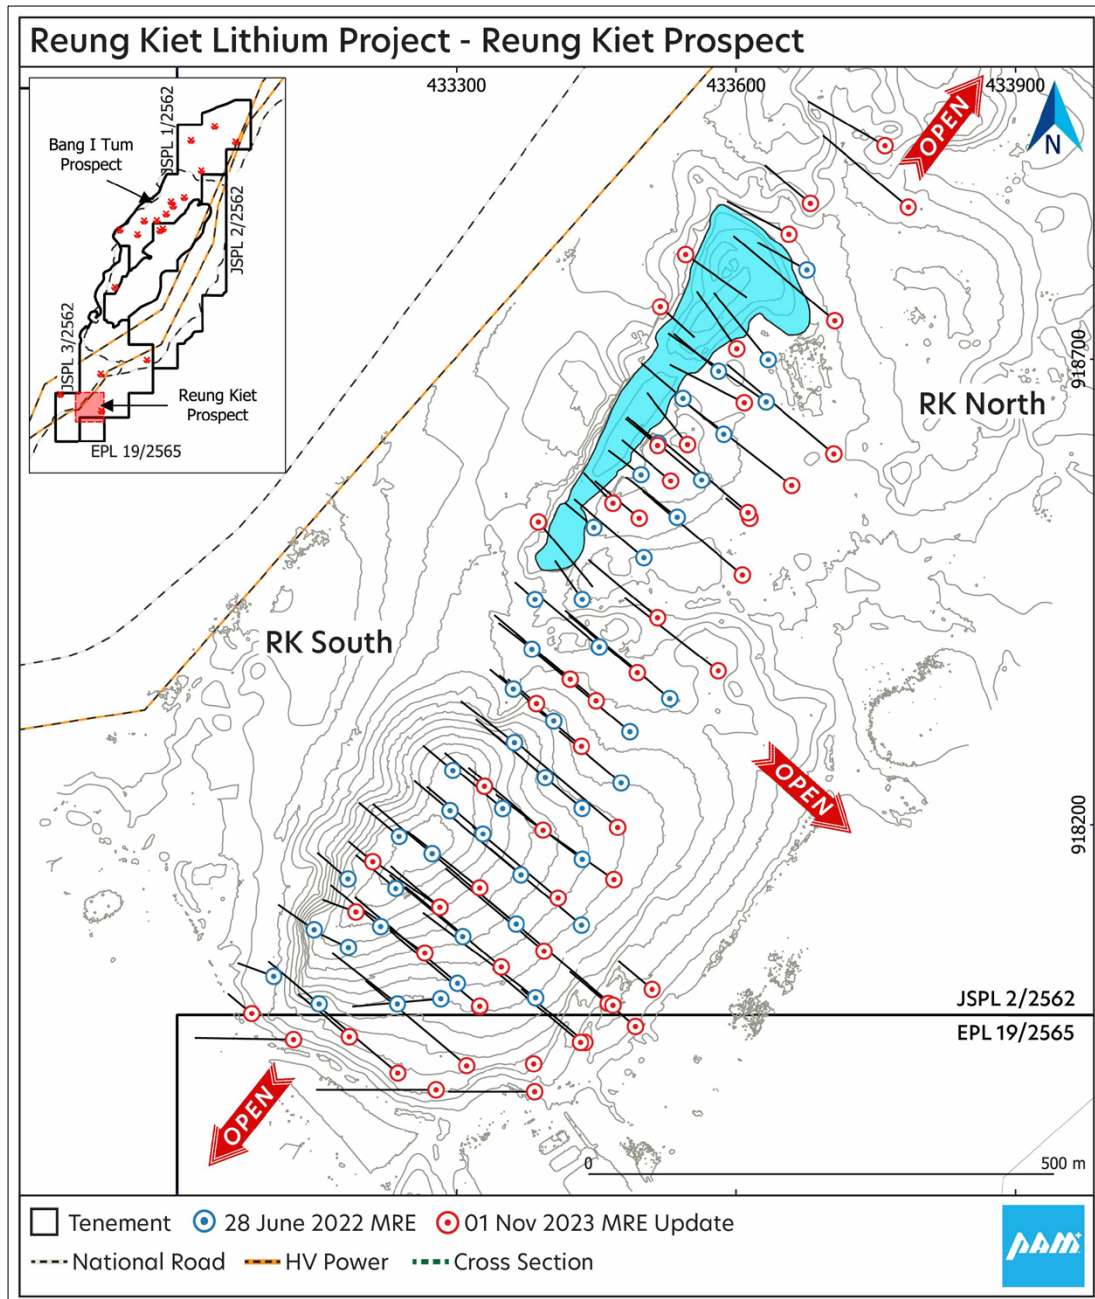 Reung Kiet Lithium Project - Reung Kiet Prospect
433300
433600
433900
OPEN
N
JSPL 1/2562
Bang I Tum
Prospect
JSPL 2/2562
JSPL 3/2562
Reung Kiet
Prospect
EPL 19/2565
918700
RK North
RK South
OPEN
918200
JSPL 2/2562
EPL 19/2565
OPEN
0
500 m
Tenement
28 June 2022 MRE
01 Nov 2023 MRE Update
National Road
HV Power
Cross Section
PAM